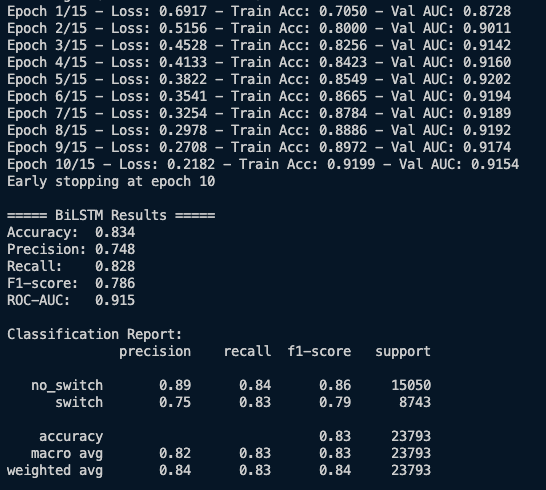 Epoch 1/15 – Loss: 0.6917 – Train Acc: 0.7050 – Val AUC: 0.8728
Epoch 2/15 – Loss: 0.5156 – Train Acc: 0.8000 – Val AUC: 0.9011
Epoch 3/15 – Loss: 0.4528 – Train Acc: 0.8256 – Val AUC: 0.9142
Epoch 4/15 – Loss: 0.4133 – Train Acc: 0.8423 – Val AUC: 0.9160
Epoch 5/15 – Loss: 0.3822 – Train Acc: 0.8549 – Val AUC: 0.9202
Epoch 6/15 – Loss: 0.3541 – Train Acc: 0.8665 – Val AUC: 0.9194
Epoch 7/15 – Loss: 0.3254 – Train Acc: 0.8784 – Val AUC: 0.9189
Epoch 8/15 – Loss: 0.2978 – Train Acc: 0.8886 – Val AUC: 0.9192
Epoch 9/15 – Loss: 0.2708 – Train Acc: 0.8972 – Val AUC: 0.9174
Epoch 10/15 – Loss: 0.2182 – Train Acc: 0.9199 – Val AUC: 0.9154
Early stopping at epoch 10
===== BiLSTM Results =====
Accuracy: 0.834
Precision: 0.748
Recall: 0.828
F1-score: 0.786
ROC-AUC: 0.915
Classification Report:
precision recall f1-score support
no_switch 0.89 0.84 0.86 15050
switch 0.75 0.83 0.79 8743
accuracy 0.83 23793
macro avg 0.82 0.83 0.83 23793
weighted avg 0.84 0.83 0.84 23793